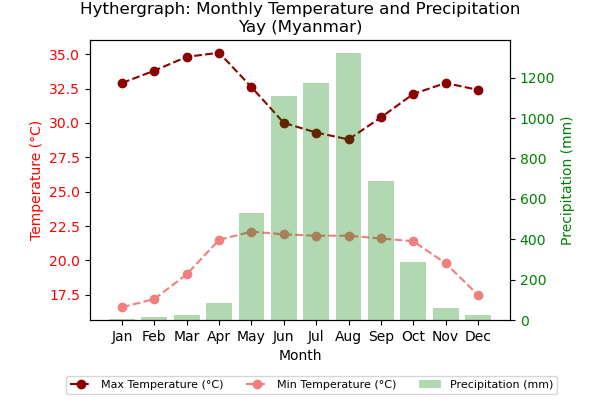 Hythergraph: Monthly Temperature and Precipitation
Yay (Myanmar)
35.0
32.5
30.0
27.5
25.0
22.5
20.0
17.5
Temperature (°C)
1200
1000
800
600
400
200
0
Precipitation (mm)
Jan Feb Mar Apr May Jun Jul Aug Sep Oct Nov Dec
Month
Max Temperature (°C) Min Temperature (°C) Precipitation (mm)